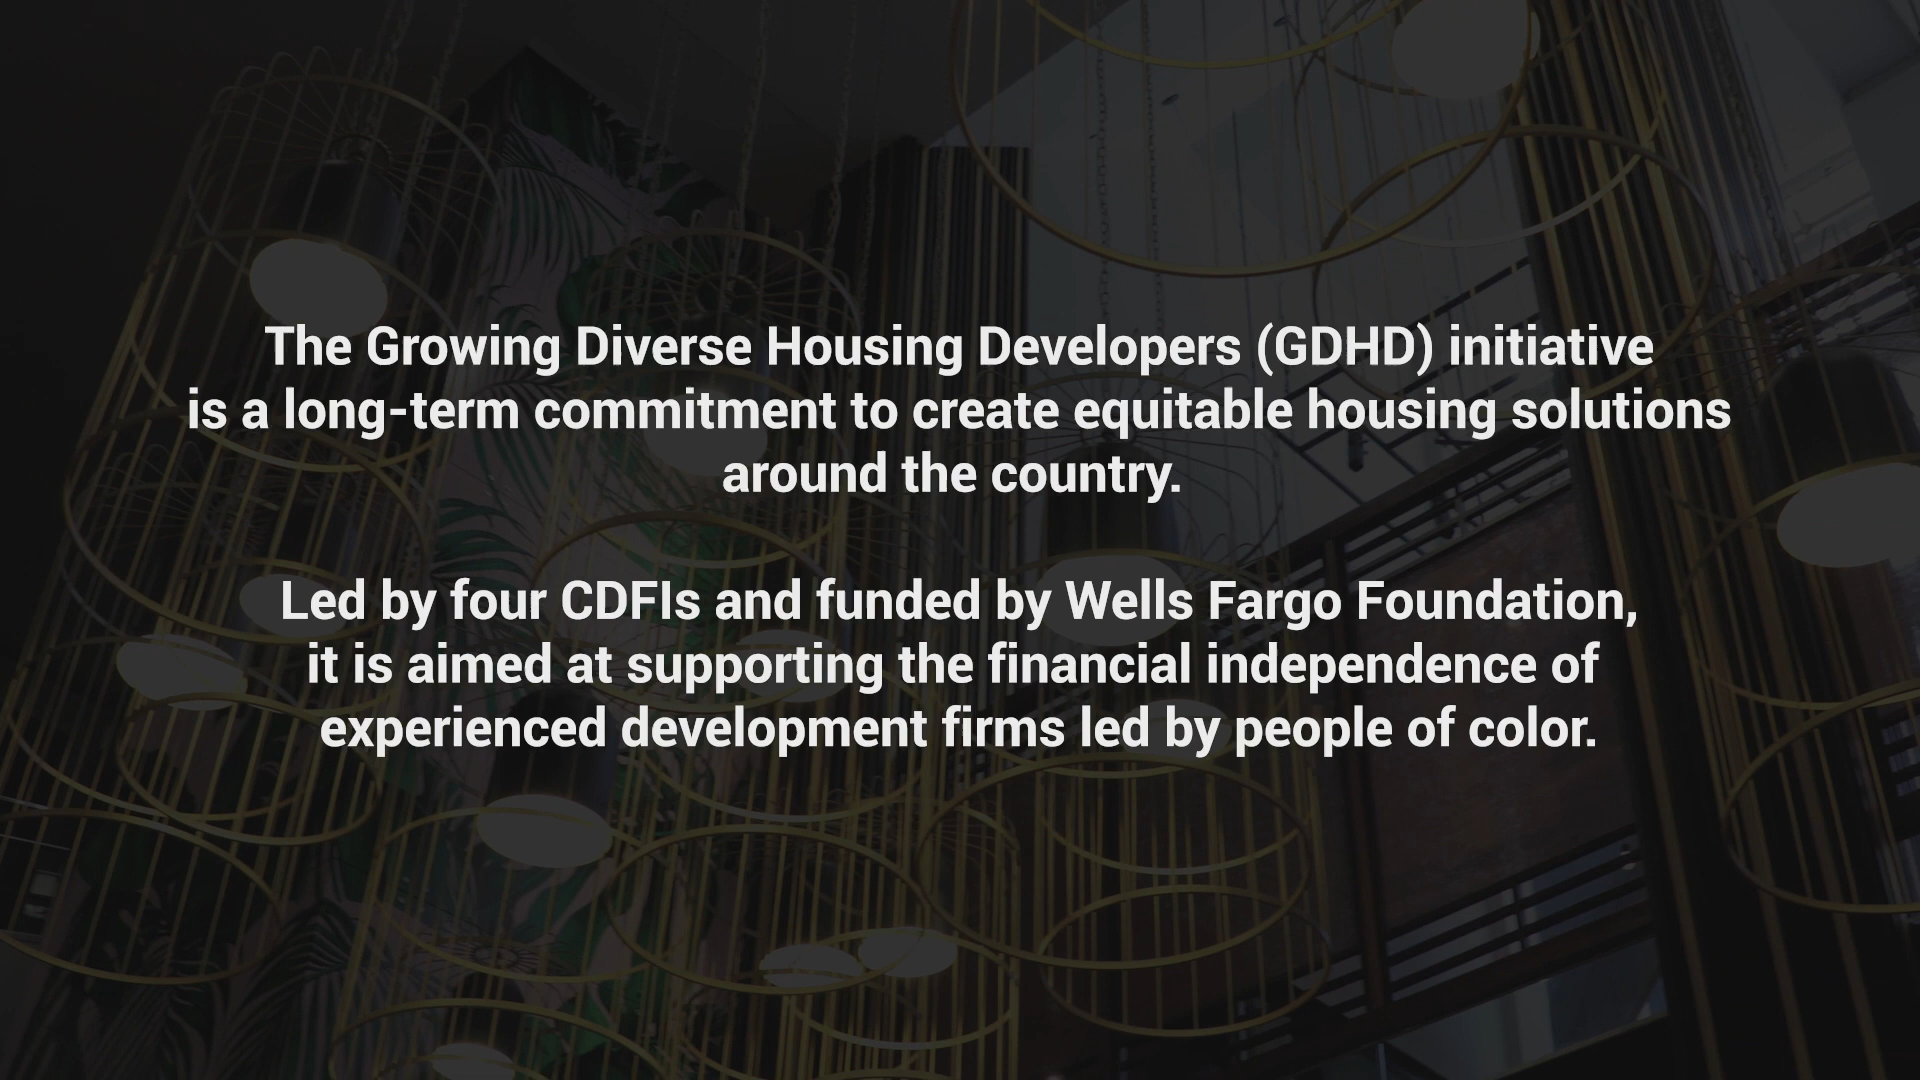 The Growing Diverse Housing Developers (GDHD) initiative
is a long-term commitment to create equitable housing solutions
around the country.
Led by four CDFIs and funded by Wells Fargo Foundation,
it is aimed at supporting the financial independence of
experienced development firms led by people of color.